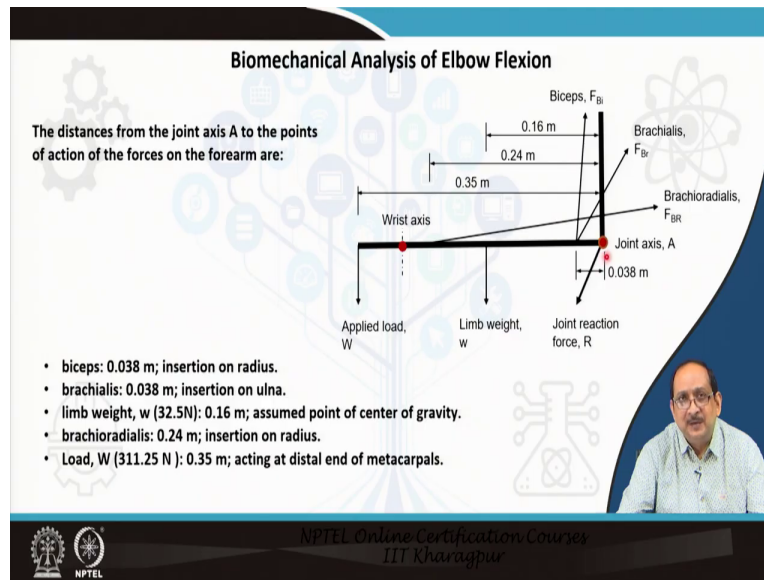 Biomechanical Analysis of Elbow Flexion
The distances from the joint axis A to the points
of action of the forces on the forearm are:
Biceps, FBi
0.16 m
0.24 m
0.35 m
Brachialis,
FBr
Brachioradialis,
FBR
Wrist axis
Joint axis, A
0.038 m
Applied load,
W
Limb weight,
w
Joint reaction
force, R
• biceps: 0.038 m; insertion on radius.
• brachialis: 0.038 m; insertion on ulna.
• limb weight, w (32.5N): 0.16 m; assumed point of center of gravity.
• brachioradialis: 0.24 m; insertion on radius.
• Load, W (311.25 N ): 0.35 m; acting at distal end of metacarpals.
NPTEL Online Certification Courses
IIT Kharagpur
NPTEL